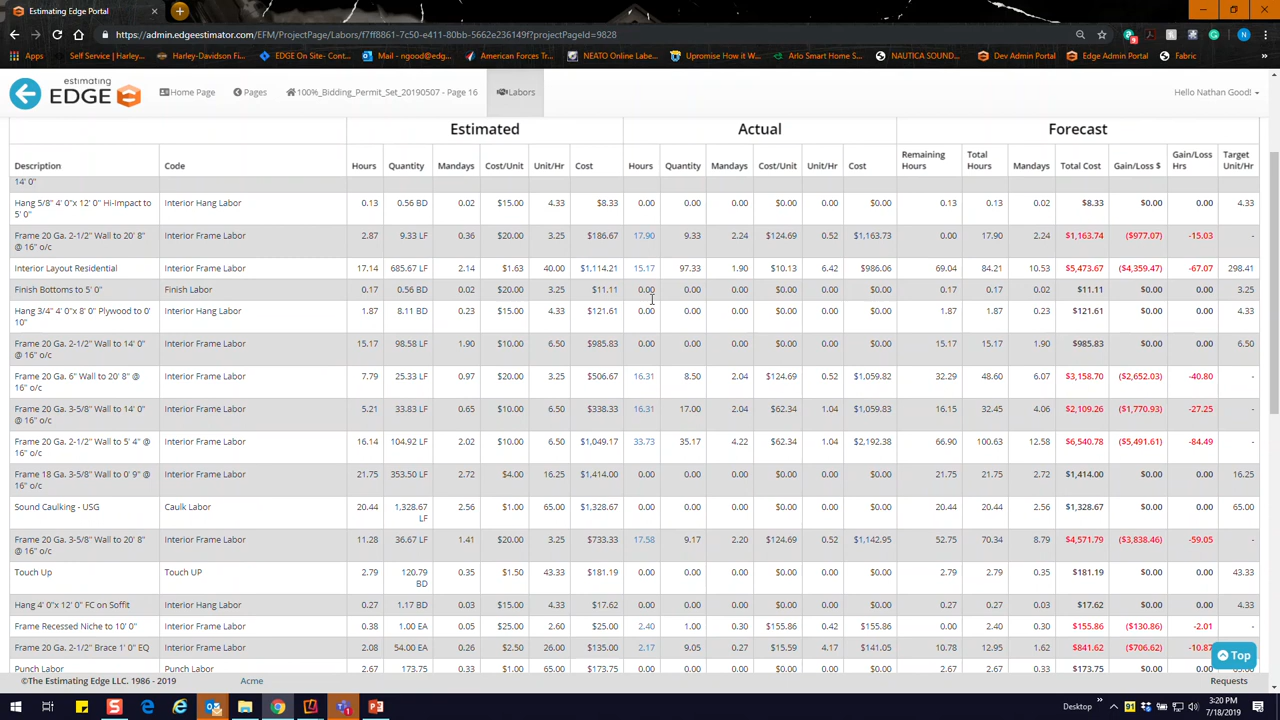 Estimating Edge Portal
https://admin.edgeestimator.com/EFM/ProjectPage/Labors/f7ff8861-7c50-e411-80bb-5662e236149f?projectPageId=9828
Apps Self Service | Harley... Harley-Davidson Fi... EDGE On Site- Cont... Mail - ngood@edg... American Forces Tr... NEATO Online Labe... Upromise How it W... Arlo Smart Home S... NAUTICA SOUND... Dev Admin Portal Edge Admin Portal Fabric
estimating EDGE Home Page Pages 100%_Bidding_Permit_Set_20190507 - Page 16 Labors Hello Nathan Good!
Estimated Actual Forecast
Description Code Hours Quantity Mandays Cost/Unit Unit/Hr Cost Hours Quantity Mandays Cost/Unit Unit/Hr Cost Remaining Hours Total Hours Mandays Total Cost Gain/Loss $ Gain/Loss Hrs Target Unit/Hr
14' 0"
Hang 5/8" 4' 0"x 12' 0" Hi-Impact to 5' 0" Interior Hang Labor 0.13 0.56 BD 0.02 $15.00 4.33 $8.33 0.00 0.00 0.00 $0.00 0.00 $0.00 0.13 0.13 0.02 $8.33 $0.00 0.00 4.33
Frame 20 Ga. 2-1/2" Wall to 20' 8" @ 16" o/c Interior Frame Labor 2.87 9.33 LF 0.36 $20.00 3.25 $186.67 17.90 9.33 2.24 $124.69 0.52 $1,163.73 0.00 17.90 2.24 $1,163.74 ($977.07) -15.03 -
Interior Layout Residential Interior Frame Labor 17.14 685.67 LF 2.14 $1.63 40.00 $1,114.21 15.17 97.33 1.90 $10.13 6.42 $986.06 69.04 84.21 10.53 $5,473.67 ($4,359.47) -67.07 298.41
Finish Bottoms to 5' 0" Finish Labor 0.17 0.56 BD 0.02 $20.00 3.25 $11.11 0.00 0.00 0.00 $0.00 0.00 $0.00 0.17 0.17 0.02 $11.11 $0.00 0.00 3.25
Hang 3/4" 4' 0"x 8' 0" Plywood to 0' 10" Interior Hang Labor 1.87 8.11 BD 0.23 $15.00 4.33 $121.61 0.00 0.00 0.00 $0.00 0.00 $0.00 1.87 1.87 0.23 $121.61 $0.00 0.00 4.33
Frame 20 Ga. 2-1/2" Wall to 14' 0" @ 16" o/c Interior Frame Labor 15.17 98.58 LF 1.90 $10.00 6.50 $985.83 0.00 0.00 0.00 $0.00 0.00 $0.00 15.17 15.17 1.90 $985.83 $0.00 0.00 6.50
Frame 20 Ga. 6" Wall to 20' 8" @ 16" o/c Interior Frame Labor 7.79 25.33 LF 0.97 $20.00 3.25 $506.67 16.31 8.50 2.04 $124.69 0.52 $1,059.82 32.29 48.60 6.07 $3,158.70 ($2,652.03) -40.80 -
Frame 20 Ga. 3-5/8" Wall to 14' 0" @ 16" o/c Interior Frame Labor 5.21 33.83 LF 0.65 $10.00 6.50 $338.33 16.31 17.00 2.04 $62.34 1.04 $1,059.83 16.15 32.45 4.06 $2,109.26 ($1,770.93) -27.25 -
Frame 20 Ga. 2-1/2" Wall to 5' 4" @ 16" o/c Interior Frame Labor 16.14 104.92 LF 2.02 $10.00 6.50 $1,049.17 33.73 35.17 4.22 $62.34 1.04 $2,192.38 66.90 100.63 12.58 $6,540.78 ($5,491.61) -84.49 -
Frame 18 Ga. 3-5/8" Wall to 0' 9" @ 16" o/c Interior Frame Labor 21.75 353.50 LF 2.72 $4.00 16.25 $1,414.00 0.00 0.00 0.00 $0.00 0.00 $0.00 21.75 21.75 2.72 $1,414.00 $0.00 0.00 16.25
Sound Caulking - USG Caulk Labor 20.44 1,328.67 LF 2.56 $1.00 65.00 $1,328.67 0.00 0.00 0.00 $0.00 0.00 $0.00 20.44 20.44 2.56 $1,328.67 $0.00 0.00 65.00
Frame 20 Ga. 3-5/8" Wall to 20' 8" @ 16" o/c Interior Frame Labor 11.28 36.67 LF 1.41 $20.00 3.25 $733.33 17.58 9.17 2.20 $124.69 0.52 $1,142.95 52.75 70.34 8.79 $4,571.79 ($3,838.46) -59.05 -
Touch Up Touch UP 2.79 120.79 BD 0.35 $1.50 43.33 $181.19 0.00 0.00 0.00 $0.00 0.00 $0.00 2.79 2.79 0.35 $181.19 $0.00 0.00 43.33
Hang 4' 0"x 12' 0" FC on Soffit Interior Hang Labor 0.27 1.17 BD 0.03 $15.00 4.33 $17.62 0.00 0.00 0.00 $0.00 0.00 $0.00 0.27 0.27 0.03 $17.62 $0.00 0.00 4.33
Frame Recessed Niche to 10' 0" Interior Frame Labor 0.38 1.00 EA 0.05 $25.00 2.60 $25.00 2.40 1.00 0.30 $155.86 0.42 $155.86 0.00 2.40 0.30 $155.86 ($130.86) -2.01 -
Frame 20 Ga. 2-1/2" Brace 1' 0" EQ Interior Frame Labor 2.08 54.00 EA 0.26 $2.50 26.00 $135.00 2.17 9.05 0.27 $15.59 4.17 $141.05 10.78 12.95 1.62 $841.62 ($706.62) -10.87
Punch Labor Punch Labor 2.67 173.75 0.33 $1.00 65.00 $173.75 0.00 0.00 0.00 $0.00 0.00 $0.00 2.67 2.67 0.33 $173.75 $0.00 0.00
Top
©The Estimating Edge LLC. 1986 - 2019 Acme Requests
Desktop 91 3:20 PM
7/18/2019